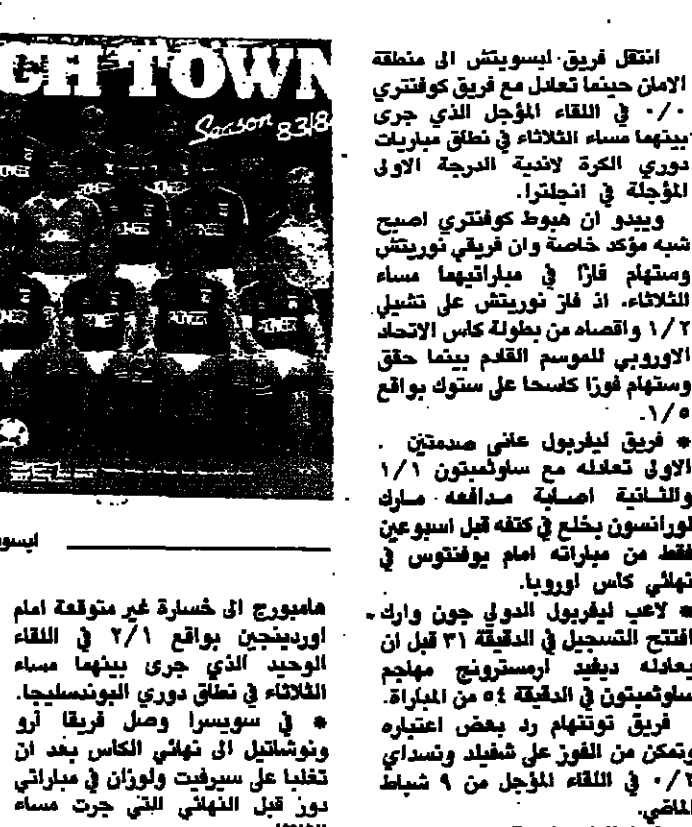 انتقل فريق ايسويتش الى منطقة
الامان حينما تعادل مع فريق كوفنتري
٠/٠ في اللقاء المؤجل الذي جرى
بينهما مساء الثلاثاء في نطاق مباريات
دوري الكرة لاندية الدرجة الاولى
المؤجلة في انجلترا.
ويبدو ان هبوط كوفنتري اصبح
شبه مؤكد خاصة وان فريقي نوريتش
وستهام فازا في مباراتيهما مساء
الثلاثاء. اذ فاز نوريتش على تشيلي
١/٢ واقصاه من بطولة كاس الاتحاد
الاوروبي للموسم القادم بينما حقق
وستهام فوزا كاسحا على ستوك بواقع
١/٥.
* فريق ليفربول عانى صدمتين .
الاولى تعادله مع ساوثمبتون ١/١
والثانية اصابة مدافعه مارك
لورانسون بخلع في كتفه قبل اسبوعين
فقط من مباراته امام يوفنتوس في
نهائي كاس اوروبا.
* لاعب ليفربول الدولي جون وارك
افتتح التسجيل في الدقيقة ٣١ قبل ان
يعادله ديفيد ارمسترونج مهاجم
ساوثمبتون في الدقيقة ٥٤ من المباراة.
فريق توتنهام رد بعض اعتباره
وتمكن من الفوز على شفيلد ونسداي
٠/٢ في اللقاء المؤجل من ٩ شباط
الماضي.
GH TOWN
Season 83/8
ايسو
هامبورج الى خسارة غير متوقعة امام
اوردينجين بواقع ٢/١ في اللقاء
الوحيد الذي جرى بينهما مساء
الثلاثاء في نطاق دوري البوندسليجا.
* في سويسرا وصل فريقا آرو
ونوشاتيل الى نهائي الكاس بعد ان
تغلبا على سيرفيت ولوزان في مباراتي
دور قبل النهائي التي جرت مساء